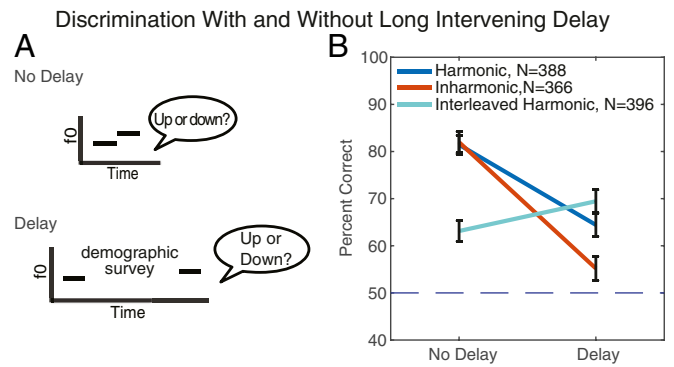 Discrimination With and Without Long Intervening Delay
A
No Delay
f0
Up or down?
Time
Delay
f0
demographic
survey
Up or
Down?
Time
B
Percent Correct
100
90
80
70
60
50
40
Harmonic, N=388
Inharmonic,N=366
Interleaved Harmonic, N=396
No Delay
Delay